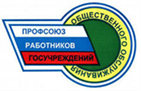 ПРОФСОЮЗ
РАБОТНИКОВ
ГОСУЧРЕЖДЕНИЙ
ОБЩЕСТВЕННОГО ОБСЛУЖИВАНИЯ